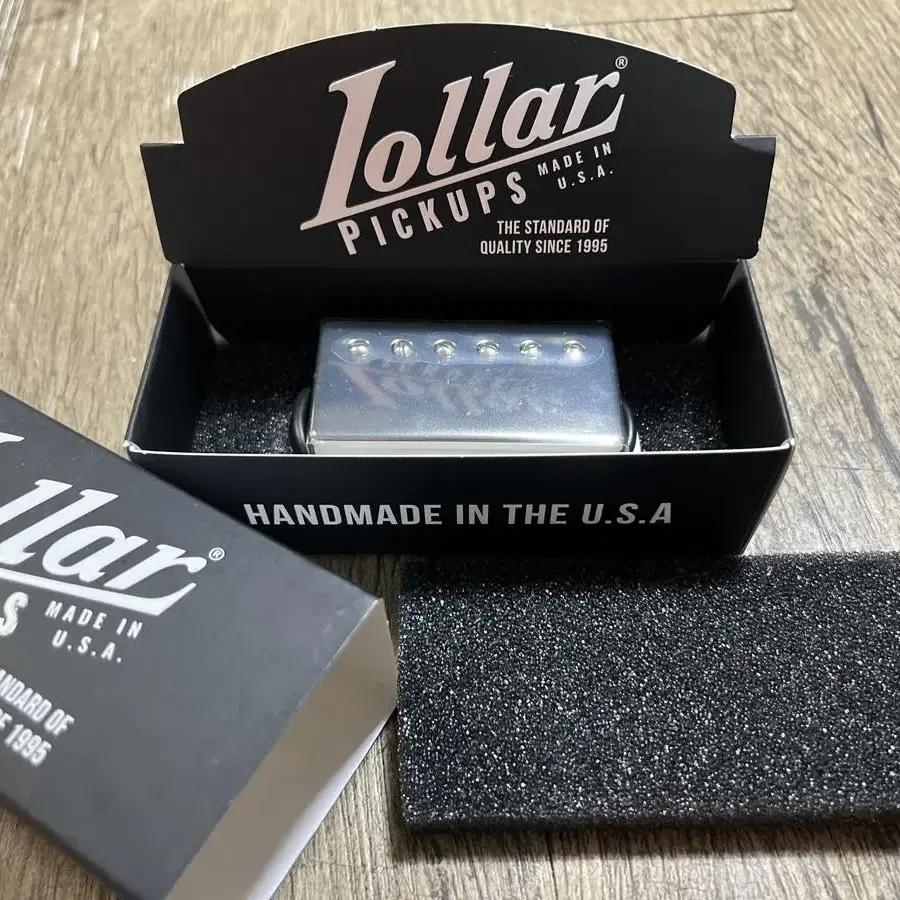 lollar®
PICKUPS
MADE IN
U.S.A.
THE STANDARD OF
QUALITY SINCE 1995
HANDMADE IN THE U.S.A
llar®
S
MADE IN
U.S.A.
ANDARD OF
CE 1995